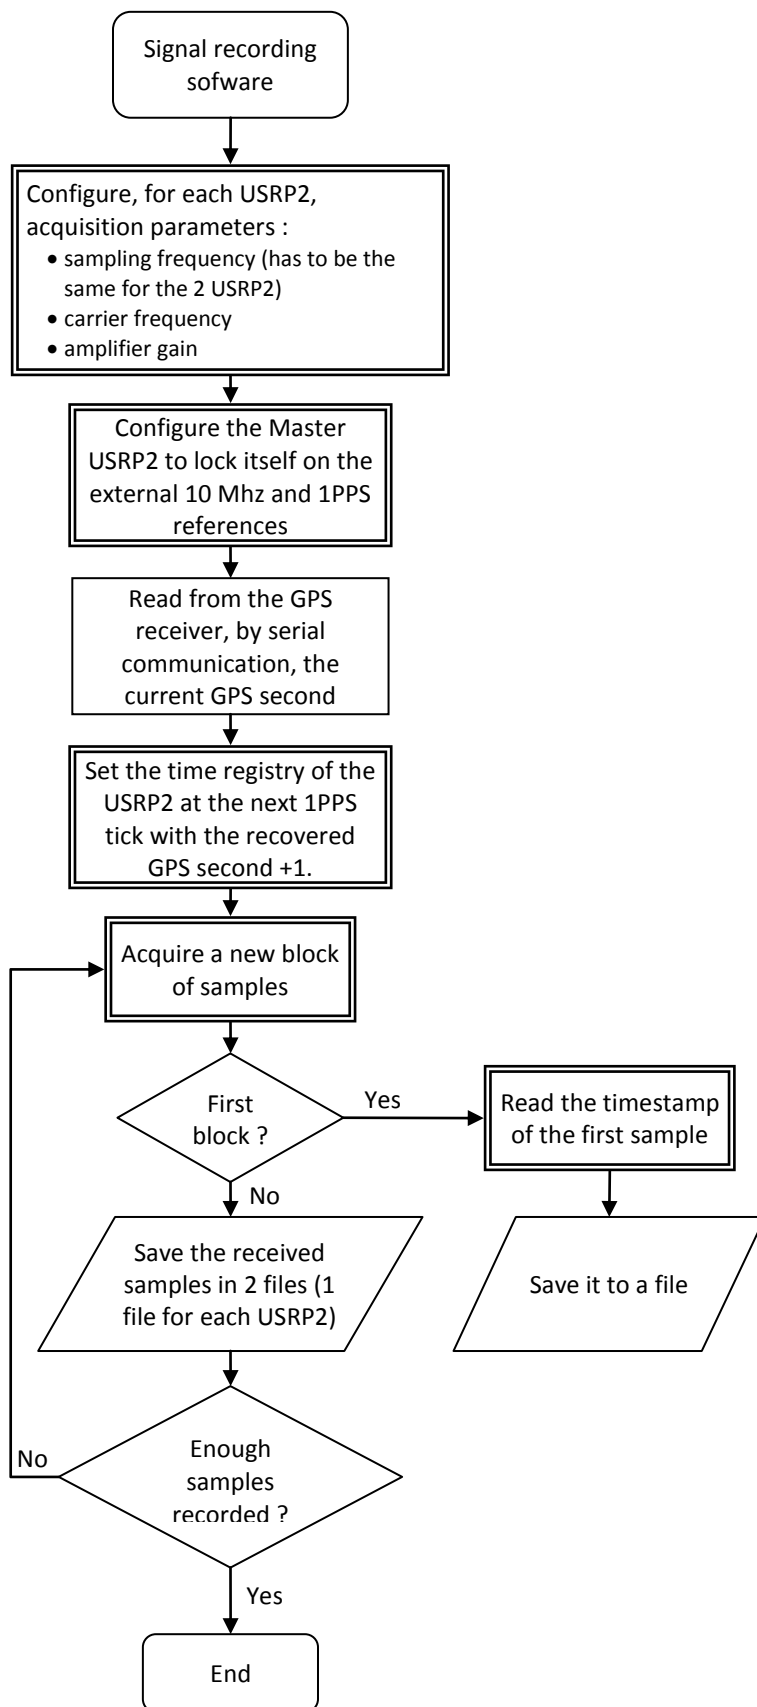 Signal recording
sofware
Configure, for each USRP2,
acquisition parameters :
• sampling frequency (has to be the
same for the 2 USRP2)
• carrier frequency
• amplifier gain
Configure the Master
USRP2 to lock itself on the
external 10 Mhz and 1PPS
references
Read from the GPS
receiver, by serial
communication, the
current GPS second
Set the time registry of the
USRP2 at the next 1PPS
tick with the recovered
GPS second +1.
Acquire a new block
of samples
First
block ?
Yes
Read the timestamp
of the first sample
No
Save the received
samples in 2 files (1
file for each USRP2)
Save it to a file
No
Enough
samples
recorded ?
Yes
End